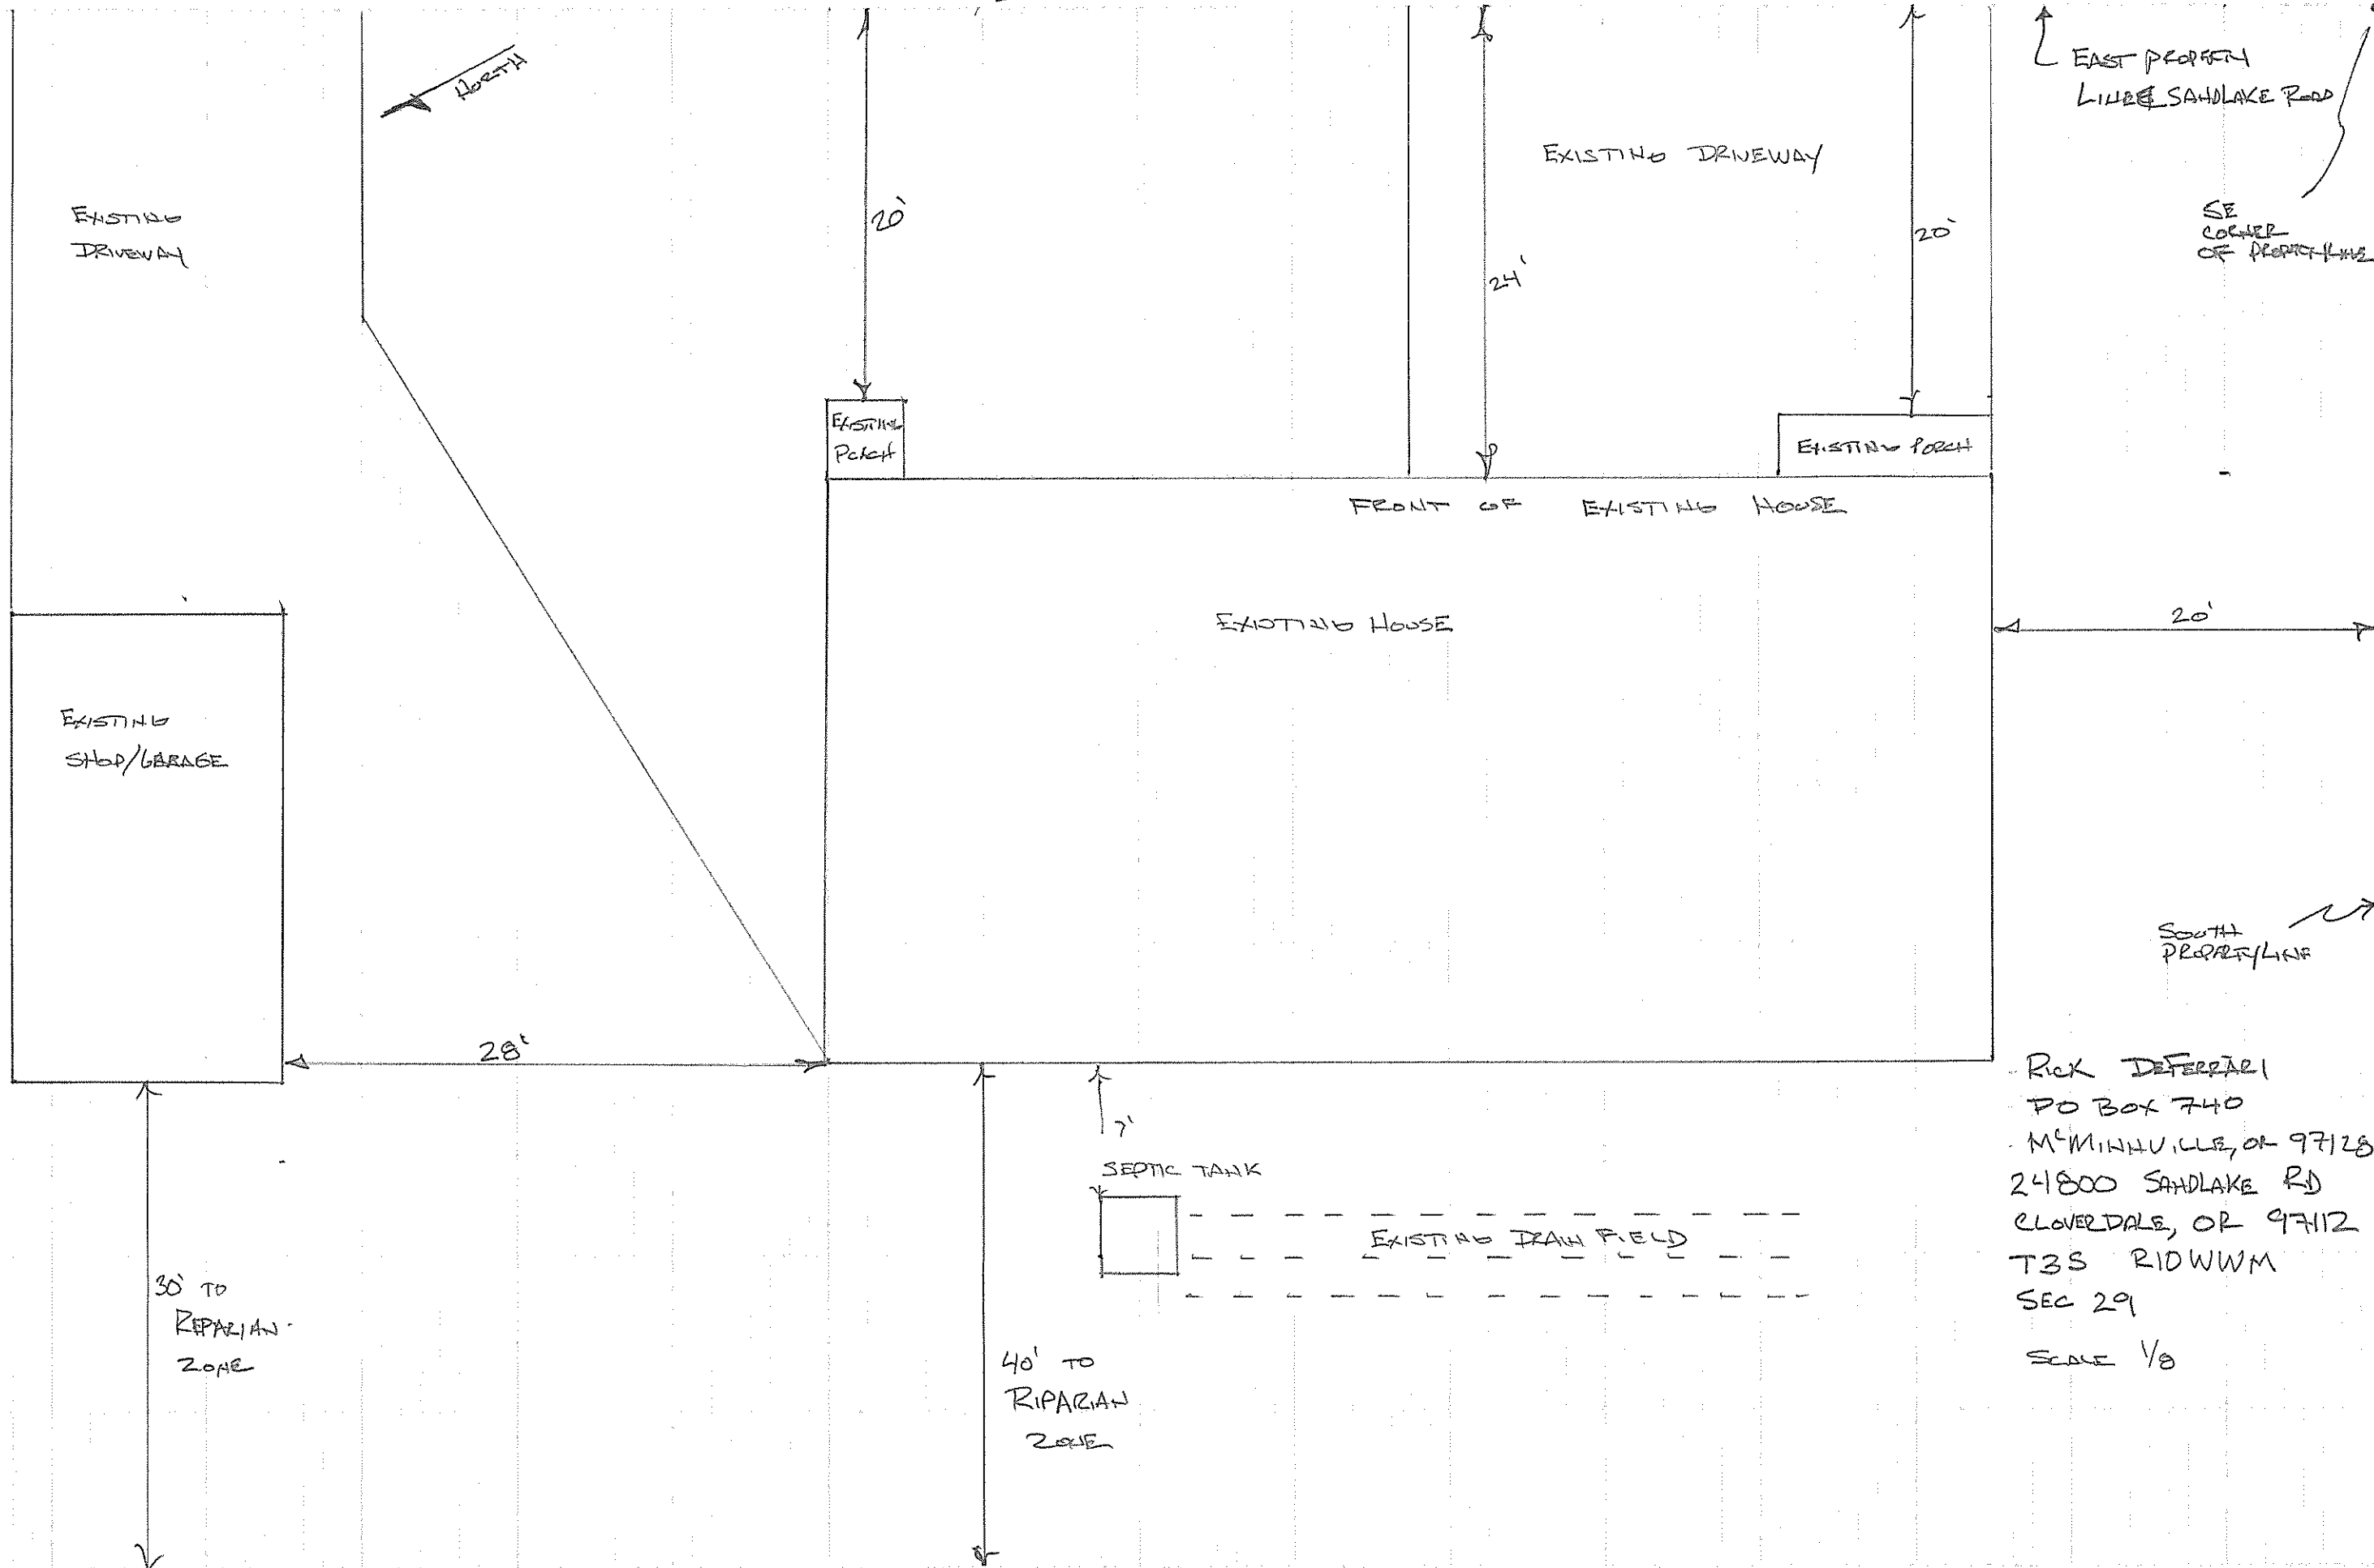 NORTH
EAST PROPERTY
LINE & SANDLAKE ROAD
EXISTING
DRIVEWAY
20'
24'
EXISTING DRIVEWAY
20'
SE
CORNER
OF PROPERTY LINE
EXISTING
PORCH
EXISTING PORCH
FRONT OF EXISTING HOUSE
EXISTING HOUSE
20'
EXISTING
SHOP/GARAGE
SOUTH
PROPERTY LINE
28'
7'
SEPTIC TANK
EXISTING DRAIN FIELD
30' TO
REPARIAN
ZONE
40' TO
RIPARIAN
ZONE
RICK DEFERRARI
PO BOX 740
McMINNVILLE, OR 97128
24800 SANDLAKE RD
CLOVERDALE, OR 97112
T3S R10WWM
SEC 29
SCALE 1/8